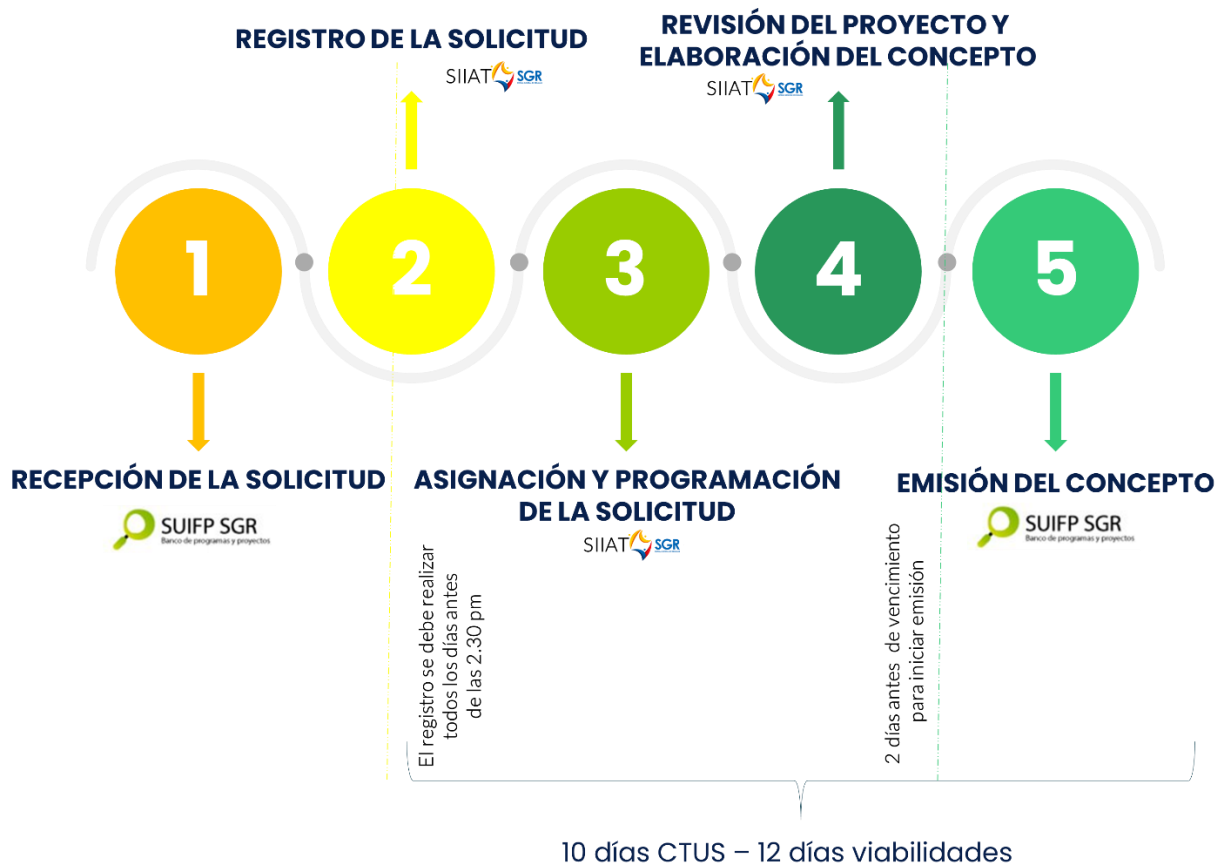 REGISTRO DE LA SOLICITUD
SIIAT SGR
REVISIÓN DEL PROYECTO Y
ELABORACIÓN DEL CONCEPTO
SIIAT SGR
1
2
3
4
5
RECEPCIÓN DE LA SOLICITUD
SUIFP SGR
Banco de programas y proyectos
ASIGNACIÓN Y PROGRAMACIÓN
DE LA SOLICITUD
SIIAT SGR
EMISIÓN DEL CONCEPTO
SUIFP SGR
Banco de programas y proyectos
El registro se debe realizar
todos los días antes
de las 2.30 pm
2 días antes de vencimiento
para iniciar emisión
10 días CTUS – 12 días viabilidades